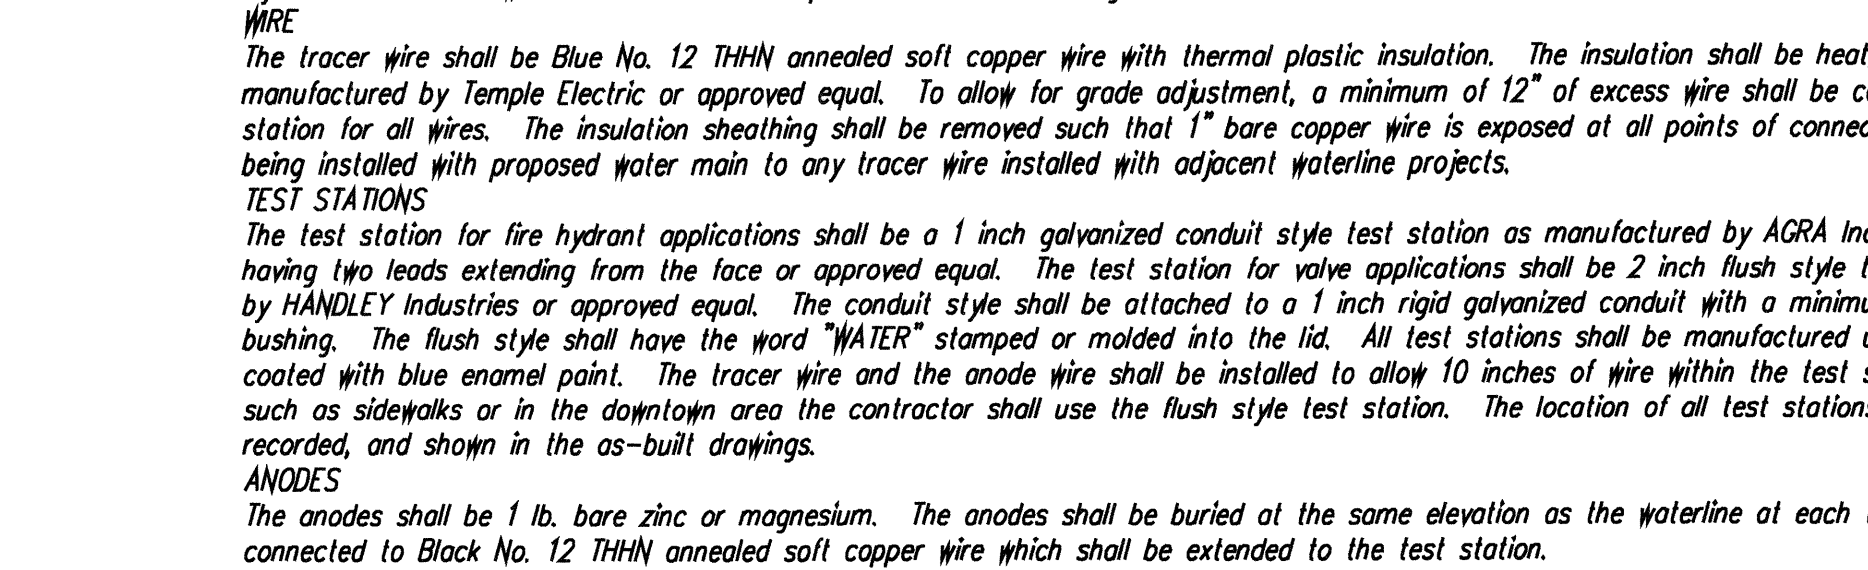 WIRE
The tracer wire shall be Blue No. 12 THHN annealed soft copper wire with thermal plastic insulation. The insulation shall be heat
manufactured by Temple Electric or approved equal. To allow for grade adjustment, a minimum of 12" of excess wire shall be
station for all wires. The insulation sheathing shall be removed such that 1" bare copper wire is exposed at all points of connec
being installed with proposed water main to any tracer wire installed with adjacent waterline projects.
TEST STATIONS
The test station for fire hydrant applications shall be a 1 inch galvanized conduit style test station as manufactured by AGRA Ind
having two leads extending from the face or approved equal. The test station for valve applications shall be 2 inch flush style
by HANDLEY Industries or approved equal. The conduit style shall be attached to a 1 inch rigid galvanized conduit with a minimu
bushing. The flush style shall have the word "WATER" stamped or molded into the lid. All test stations shall be manufactured
coated with blue enamel paint. The tracer wire and the anode wire shall be installed to allow 10 inches of wire within the test
such as sidewalks or in the downtown area the contractor shall use the flush style test station. The location of all test stations
recorded, and shown in the as-built drawings.
ANODES
The anodes shall be 1 lb. bare zinc or magnesium. The anodes shall be buried at the same elevation as the waterline at each
connected to Black No. 12 THHN annealed soft copper wire which shall be extended to the test station.